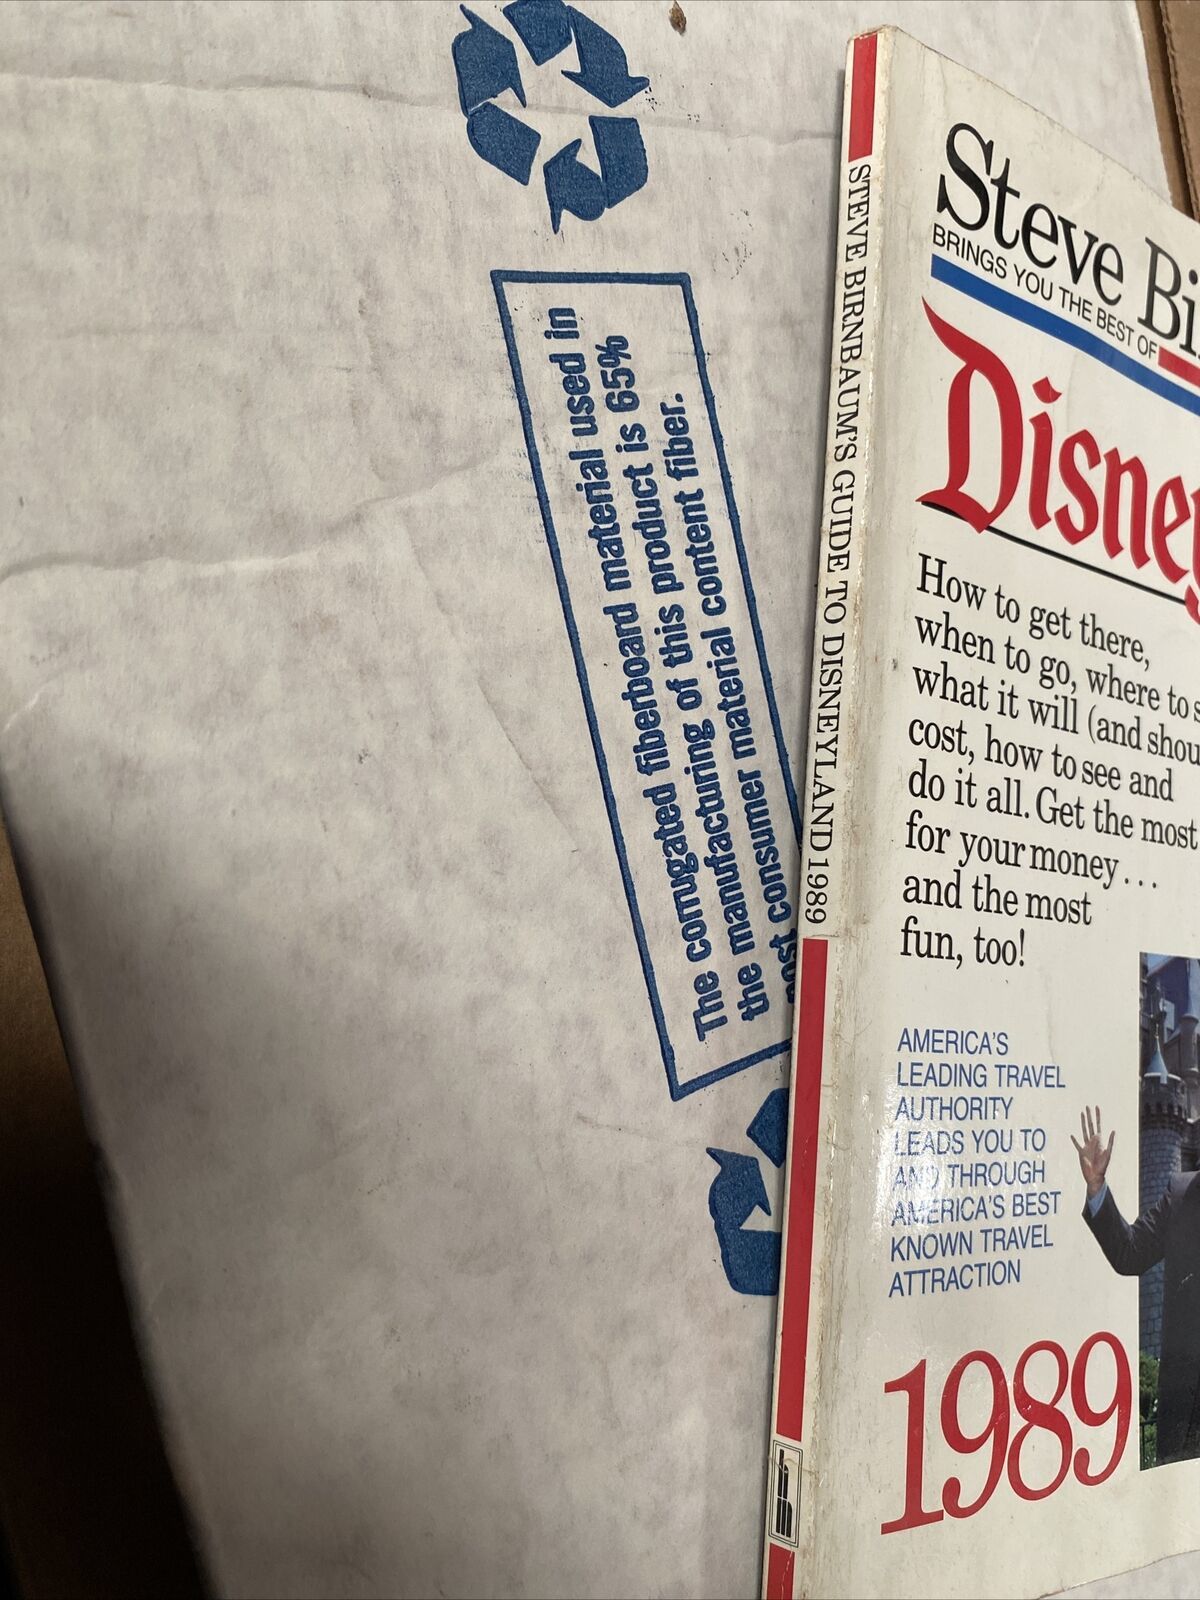 The corrugated fiberboard material used in
the manufacturing of this product is 65%
the consumer material content fiber.
STEVE BIRNBAUM'S GUIDE TO DISNEYLAND 1989
Steve
BRINGS YOU THE BEST OF
Disney
How to get there,
when to go, where to
what it will (and
cost, how to see and
do it all. Get the most
for your money...
and the most
fun, too!
AMERICA'S
LEADING TRAVEL
AUTHORITY
LEADS YOU TO
AND THROUGH
AMERICA'S BEST
KNOWN TRAVEL
ATTRACTION
1989